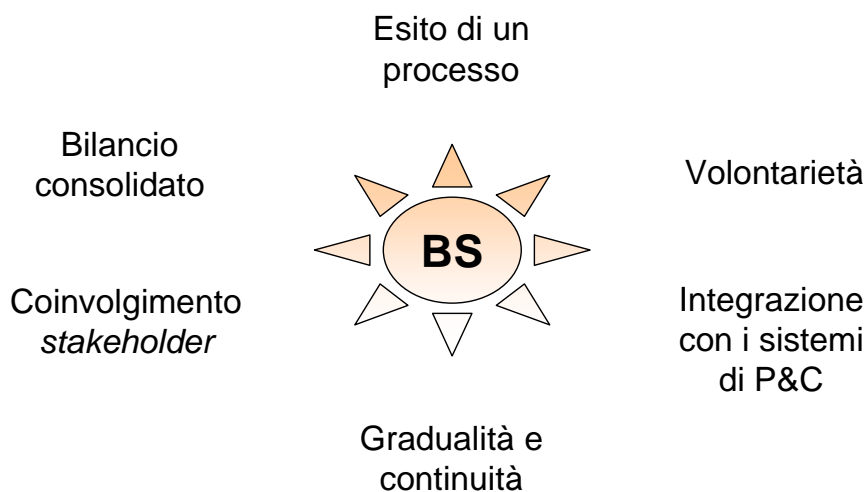 Esito di un
processo
Bilancio
consolidato
Volontarietà
BS
Coinvolgimento
stakeholder
Integrazione
con i sistemi
di P&C
Gradualità e
continuità